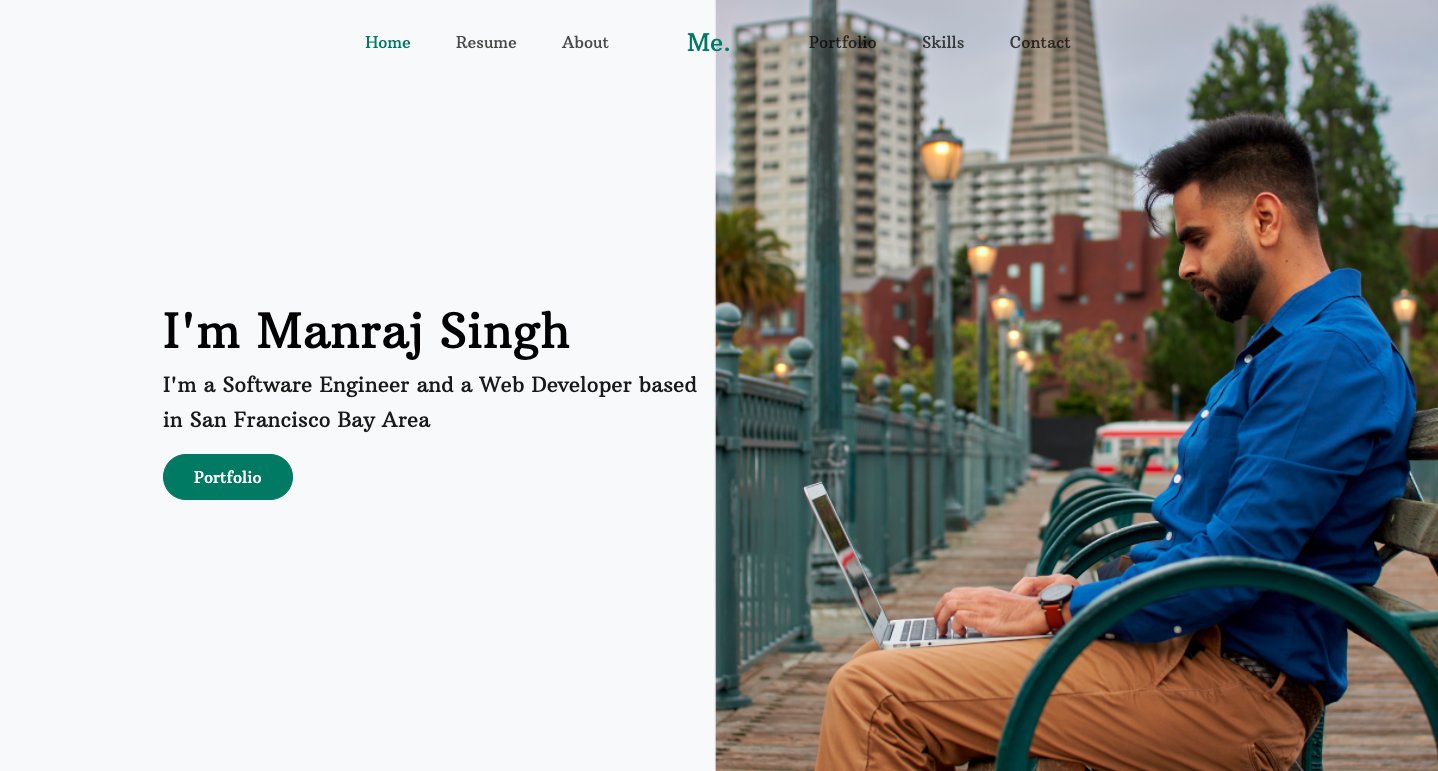 Home Resume About Me. Portfolio Skills Contact
I'm Manraj Singh
I'm a Software Engineer and a Web Developer based
in San Francisco Bay Area
Portfolio